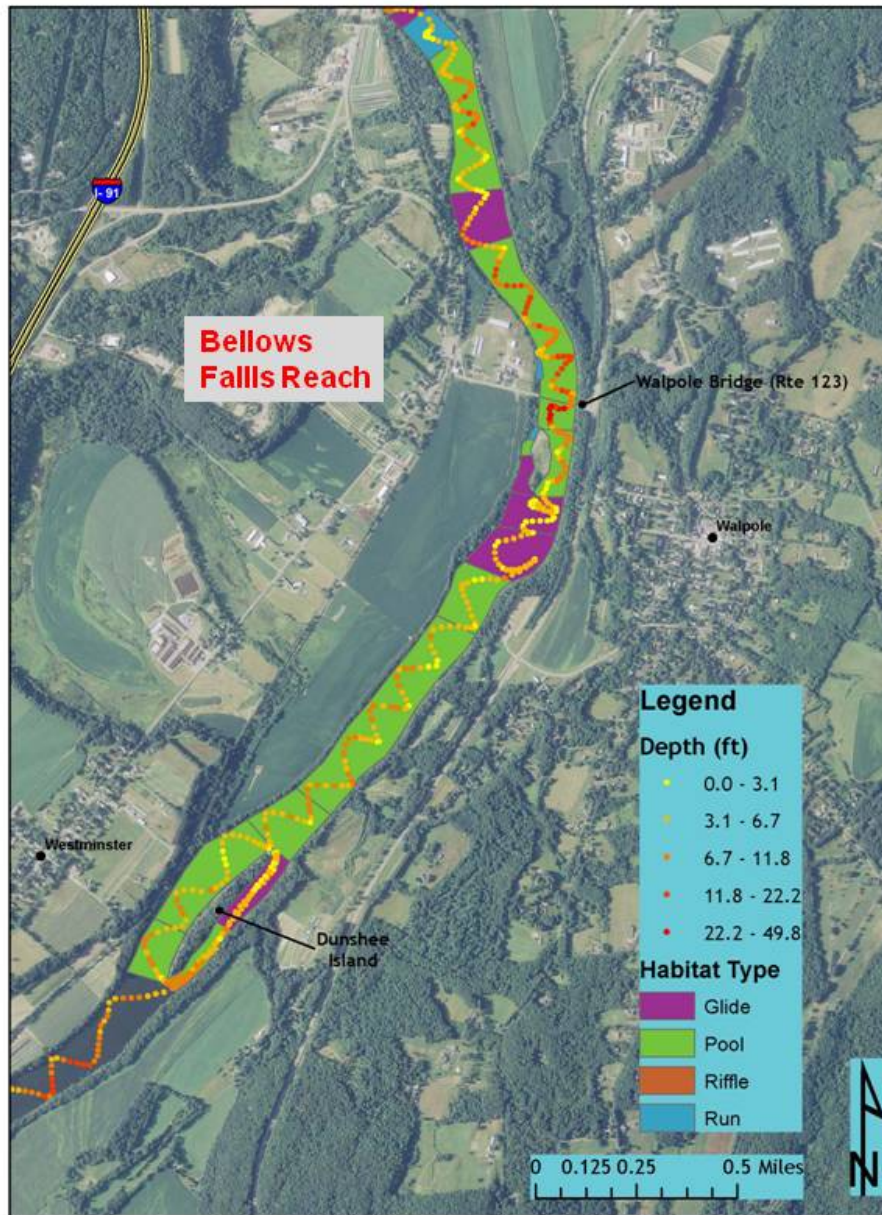 I- 91
Bellows
Fallls Reach
Walpole Bridge (Rte 123)
Walpole
Westminster
Dunshee
Island
Legend
Depth (ft)
0.0 - 3.1
3.1 - 6.7
6.7 - 11.8
11.8 - 22.2
22.2 - 49.8
Habitat Type
Glide
Pool
Riffle
Run
0 0.125 0.25 0.5 Miles
N